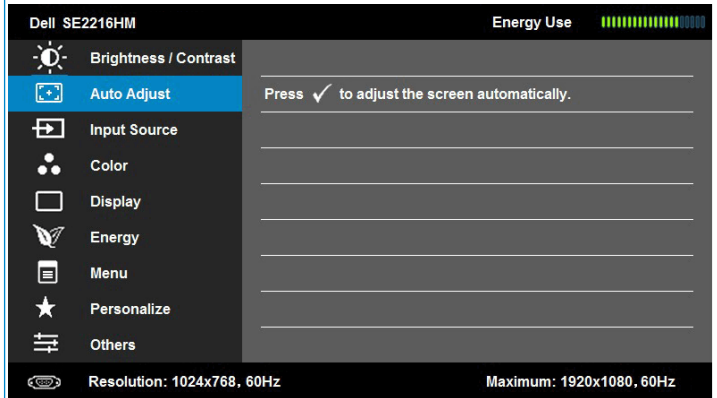 Dell SE2216HM Energy Use
Brightness / Contrast
Auto Adjust Press ✓ to adjust the screen automatically.
Input Source
Color
Display
Energy
Menu
Personalize
Others
Resolution: 1024x768, 60Hz Maximum: 1920x1080, 60Hz